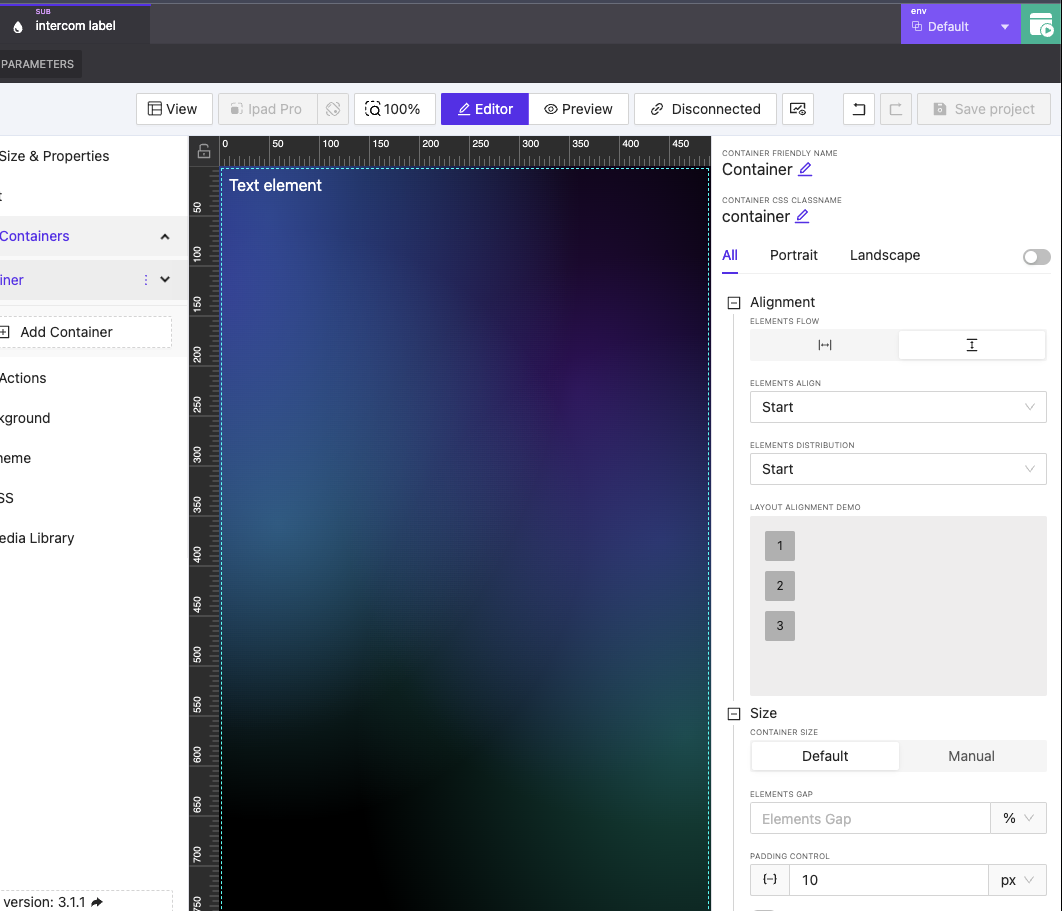 SUB
intercom label
env
Default
PARAMETERS
View
Ipad Pro
100%
Editor
Preview
Disconnected
Save project
Size & Properties
t
Containers
iner
Add Container
Actions
kground
heme
SS
edia Library
version: 3.1.1
0 50 100 150 200 250 300 350 400 450
50
100
150
200
250
300
350
400
450
500
550
600
650
700
750
Text element
CONTAINER FRIENDLY NAME
Container
CONTAINER CSS CLASSNAME
container
All
Portrait
Landscape
Alignment
ELEMENTS FLOW
ELEMENTS ALIGN
Start
ELEMENTS DISTRIBUTION
Start
LAYOUT ALIGNMENT DEMO
1
2
3
Size
CONTAINER SIZE
Default
Manual
ELEMENTS GAP
Elements Gap
%
PADDING CONTROL
10
px